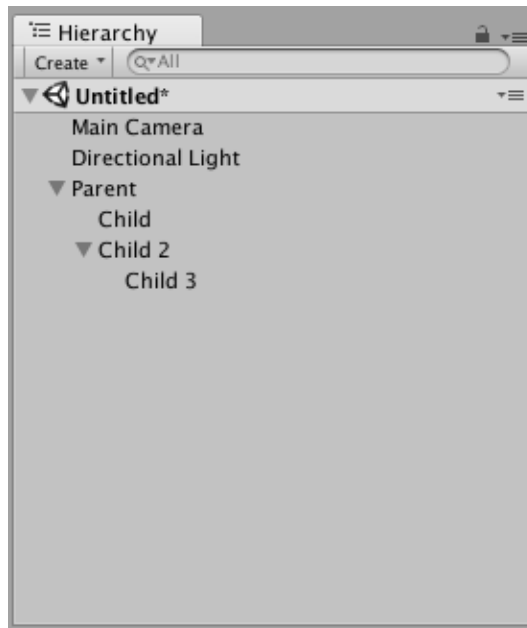 Hierarchy
Create All
Untitled*
Main Camera
Directional Light
Parent
Child
Child 2
Child 3